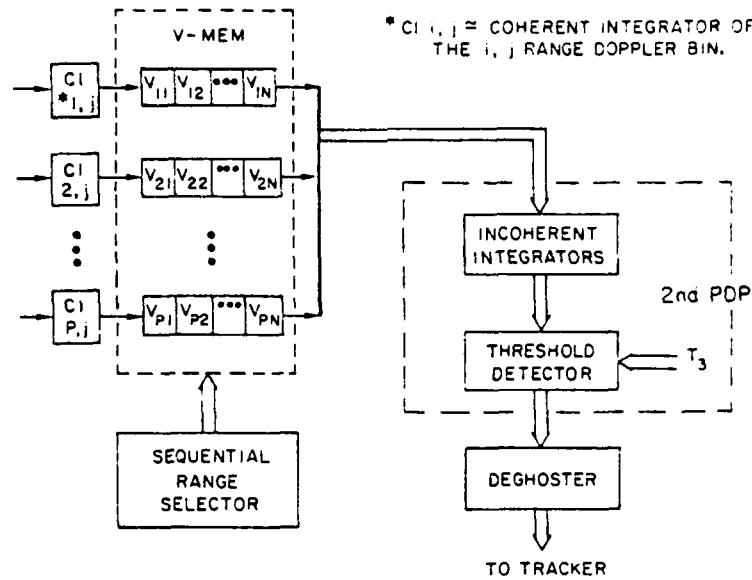 V-MEM
*CI i, j ≃ COHERENT INTEGRATOR OF
THE i, j RANGE DOPPLER BIN.
CI
*1, j
V11 V12 ••• V1N
CI
2, j
V21 V22 ••• V2N
CI
P, j
VP1 VP2 ••• VPN
INCOHERENT
INTEGRATORS
2nd PDP
THRESHOLD
DETECTOR
T3
SEQUENTIAL
RANGE
SELECTOR
DEGHOSTER
TO TRACKER